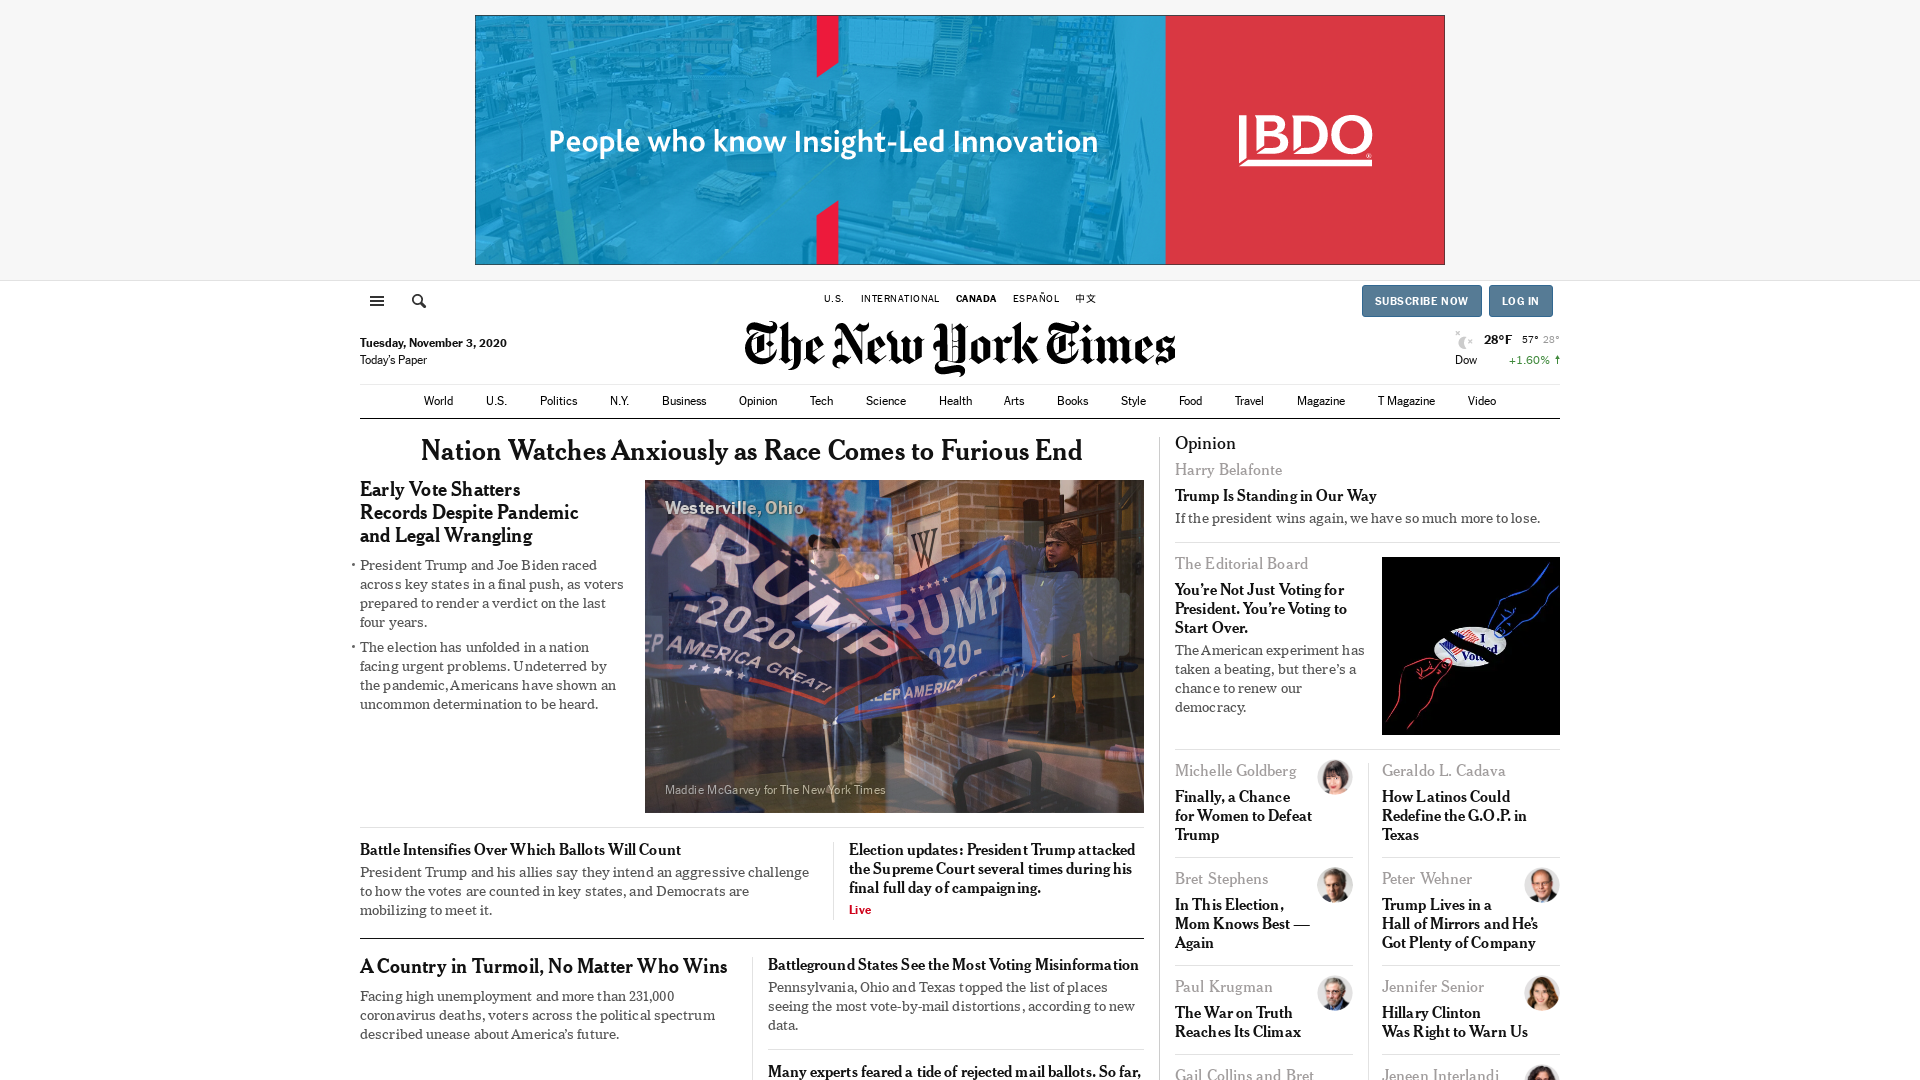 People who know Insight-Led Innovation
BDO
U.S.
INTERNATIONAL
CANADA
ESPAÑOL
中文
SUBSCRIBE NOW
LOG IN
Tuesday, November 3, 2020
Today's Paper
The New York Times
28°F 57° 28°
Dow +1.60% ↑
World
U.S.
Politics
N.Y.
Business
Opinion
Tech
Science
Health
Arts
Books
Style
Food
Travel
Magazine
T Magazine
Video
Nation Watches Anxiously as Race Comes to Furious End
Early Vote Shatters
Records Despite Pandemic
and Legal Wrangling
• President Trump and Joe Biden raced
across key states in a final push, as voters
prepared to render a verdict on the last
four years.
• The election has unfolded in a nation
facing urgent problems. Undeterred by
the pandemic, Americans have shown an
uncommon determination to be heard.
Westerville, Ohio
TRUMP
-2020-
EEP AMERICA GREAT!
TRUMP
2020-
KEEP AMERICA GREAT!
W
Maddie McGarvey for The New York Times
Battle Intensifies Over Which Ballots Will Count
President Trump and his allies say they intend an aggressive challenge
to how the votes are counted in key states, and Democrats are
mobilizing to meet it.
Election updates: President Trump attacked
the Supreme Court several times during his
final full day of campaigning.
Live
A Country in Turmoil, No Matter Who Wins
Facing high unemployment and more than 231,000
coronavirus deaths, voters across the political spectrum
described unease about America's future.
Battleground States See the Most Voting Misinformation
Pennsylvania, Ohio and Texas topped the list of places
seeing the most vote-by-mail distortions, according to new
data.
Many experts feared a tide of rejected mail ballots. So far,
Opinion
Harry Belafonte
Trump Is Standing in Our Way
If the president wins again, we have so much more to lose.
The Editorial Board
You're Not Just Voting for
President. You're Voting to
Start Over.
The American experiment has
taken a beating, but there's a
chance to renew our
democracy.
I
Voted
Michelle Goldberg
Finally, a Chance
for Women to Defeat
Trump
Geraldo L. Cadava
How Latinos Could
Redefine the G.O.P. in
Texas
Bret Stephens
In This Election,
Mom Knows Best —
Again
Peter Wehner
Trump Lives in a
Hall of Mirrors and He's
Got Plenty of Company
Paul Krugman
The War on Truth
Reaches Its Climax
Jennifer Senior
Hillary Clinton
Was Right to Warn Us
Gail Collins and Bret
Jeneen Interlandi